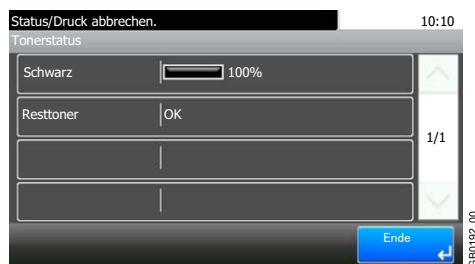 Status/Druck abbrechen. 10:10
Tonerstatus
Schwarz 100%
Resttoner OK
1/1
Ende
GB0192_00